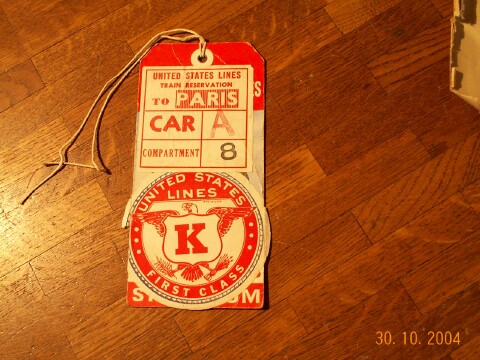 UNITED STATES LINES
TRAIN RESERVATION
TO PARIS
CAR A
COMPARTMENT 8
UNITED STATES
LINES
K
FIRST CLASS
30. 10. 2004